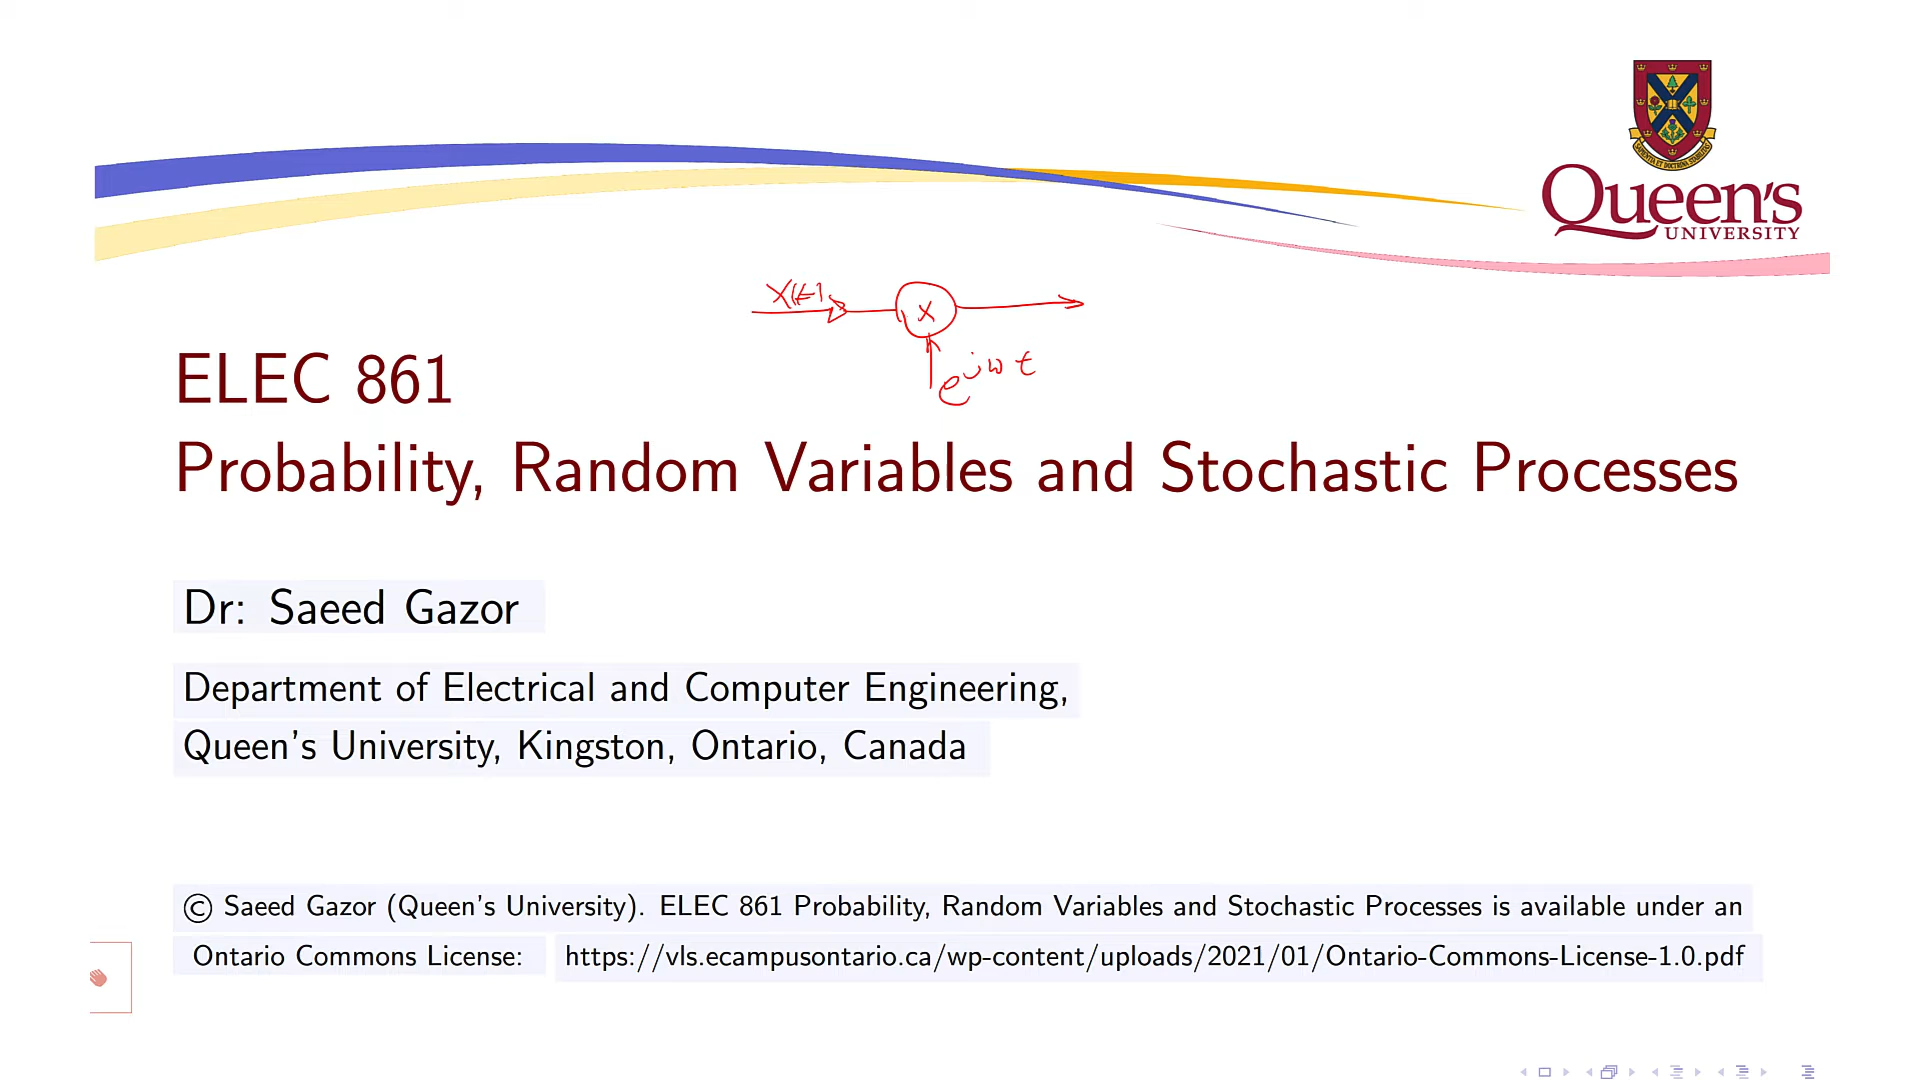 Queen's
UNIVERSITY
X(t)
x
e^jωt
ELEC 861
Probability, Random Variables and Stochastic Processes
Dr: Saeed Gazor
Department of Electrical and Computer Engineering,
Queen's University, Kingston, Ontario, Canada
© Saeed Gazor (Queen's University). ELEC 861 Probability, Random Variables and Stochastic Processes is available under an
Ontario Commons License: https://vls.ecampusontario.ca/wp-content/uploads/2021/01/Ontario-Commons-License-1.0.pdf